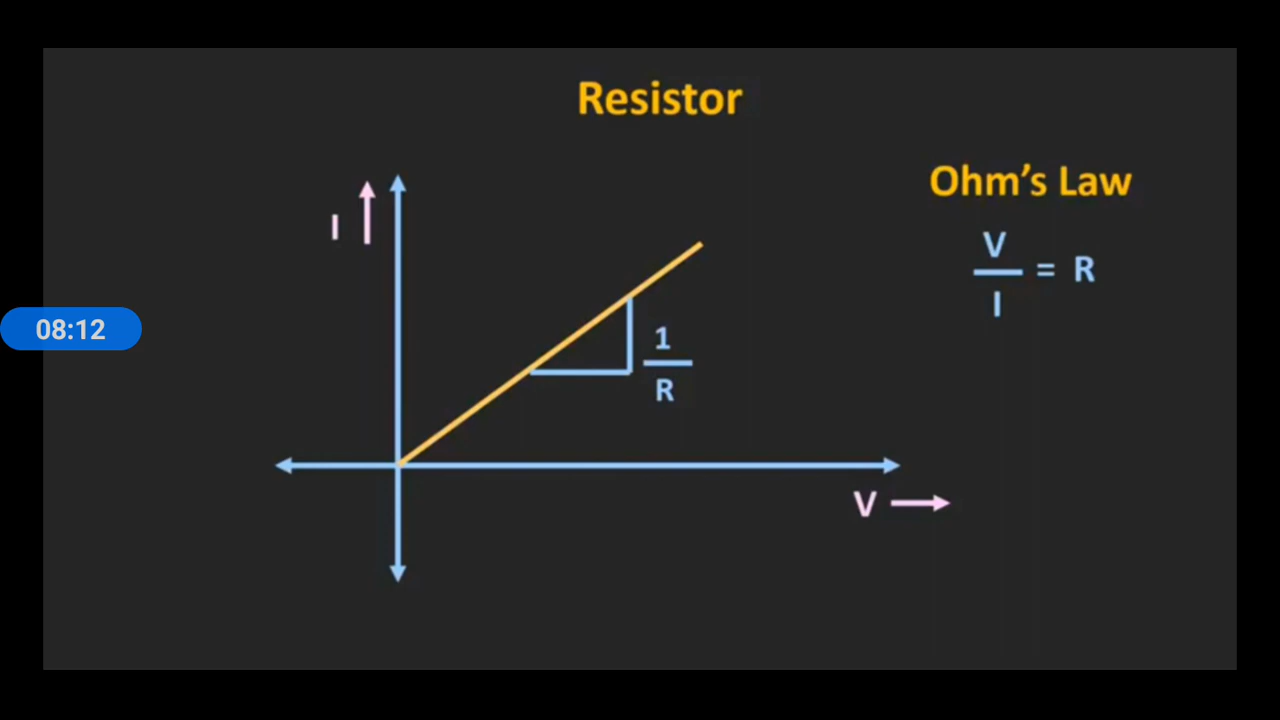 Resistor
Ohm's Law
V
I
= R
I
08:12
1
R
V